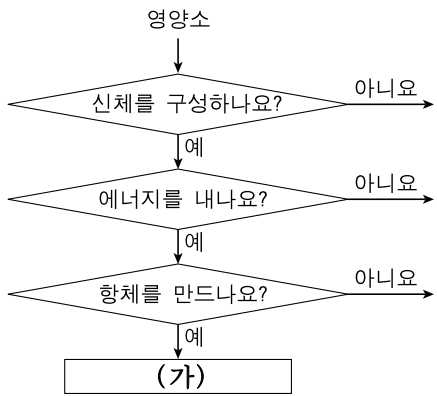 영양소
신체를 구성하나요?
아니요
예
에너지를 내나요?
아니요
예
항체를 만드나요?
아니요
예
(가)